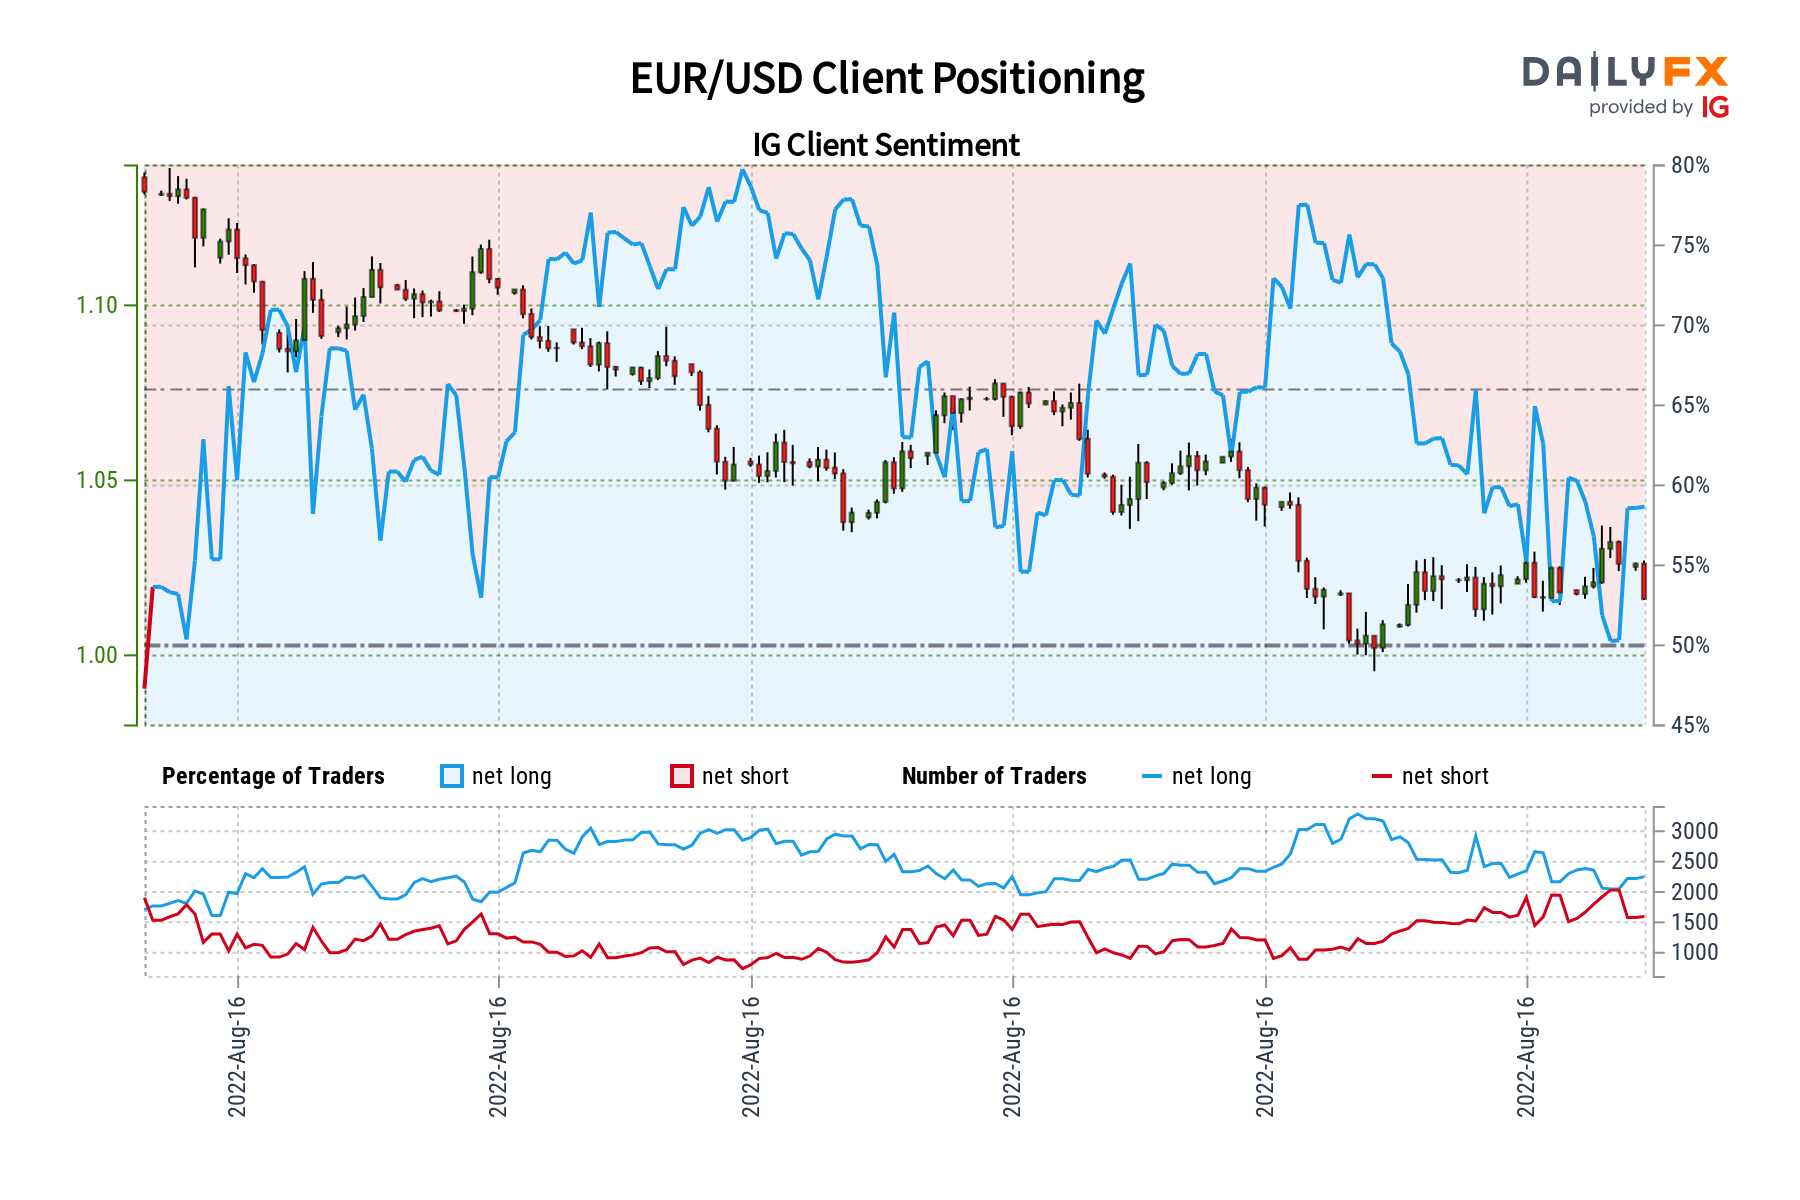 EUR/USD Client Positioning
DAILYFX
provided by IG
IG Client Sentiment
1.10
1.05
1.00
80%
75%
70%
65%
60%
55%
50%
45%
Percentage of Traders net long net short Number of Traders net long net short
3000
2500
2000
1500
1000
2022-Aug-16
2022-Aug-16
2022-Aug-16
2022-Aug-16
2022-Aug-16
2022-Aug-16